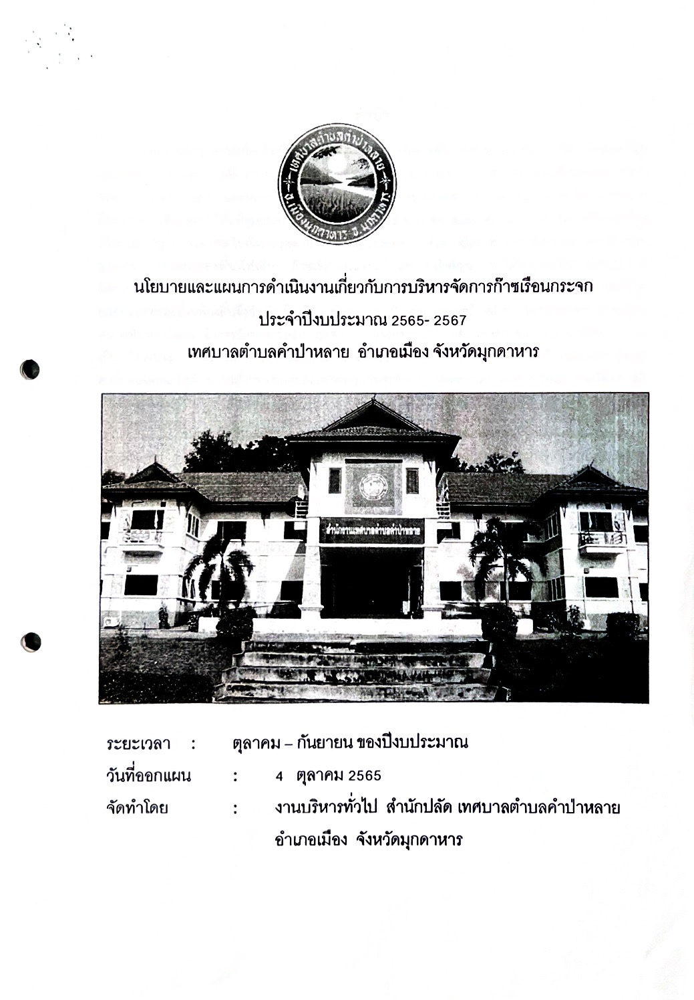 เทศบาลตำบลคำป่าหลาย
อ.เมืองมุกดาหาร จ.มุกดาหาร
นโยบายและแผนการดำเนินงานเกี่ยวกับการบริหารจัดการก๊าซเรือนกระจก
ประจำปีงบประมาณ 2565- 2567
เทศบาลตำบลคำป่าหลาย อำเภอเมือง จังหวัดมุกดาหาร
สำนักงานเทศบาลตำบลคำป่าหลาย
ระยะเวลา : ตุลาคม – กันยายน ของปีงบประมาณ
วันที่ออกแผน : 4 ตุลาคม 2565
จัดทำโดย : งานบริหารทั่วไป สำนักปลัด เทศบาลตำบลคำป่าหลาย
อำเภอเมือง จังหวัดมุกดาหาร